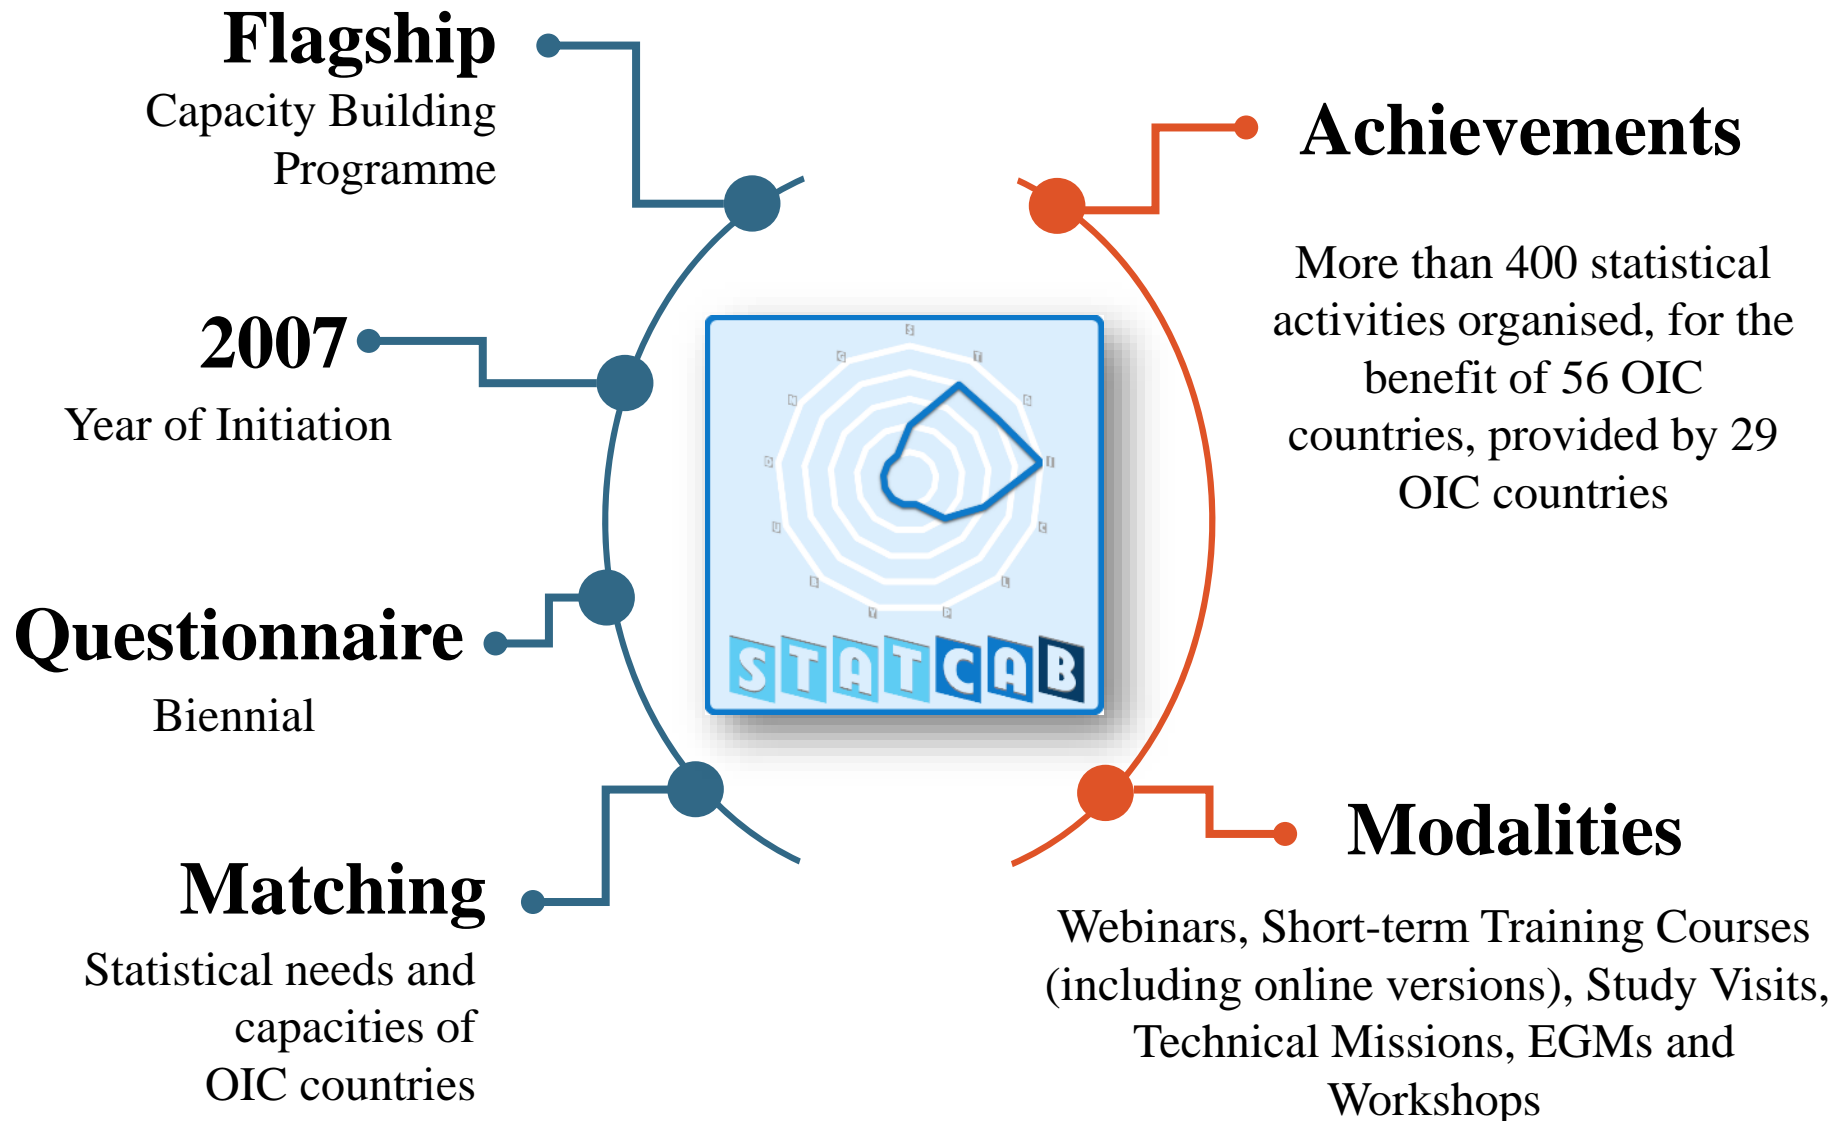 Flagship
Capacity Building
Programme
2007
Year of Initiation
Questionnaire
Biennial
Matching
Statistical needs and
capacities of
OIC countries
STATCAB
Achievements
More than 400 statistical
activities organised, for the
benefit of 56 OIC
countries, provided by 29
OIC countries
Modalities
Webinars, Short-term Training Courses
(including online versions), Study Visits,
Technical Missions, EGMs and
Workshops